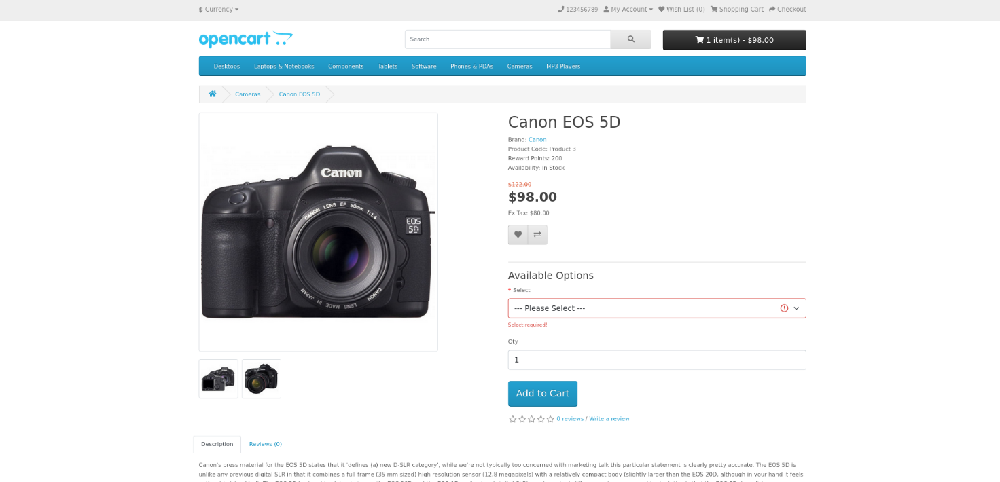 $ Currency
123456789 My Account Wish List (0) Shopping Cart Checkout
opencart
Search
1 item(s) - $98.00
Desktops Laptops & Notebooks Components Tablets Software Phones & PDAs Cameras MP3 Players
Cameras Canon EOS 5D
Canon
CANON LENS EF 50mm 1:1.4
EOS
5D
CANON LENS MADE IN JAPAN
Canon EOS 5D
Brand: Canon
Product Code: Product 3
Reward Points: 200
Availability: In Stock
$122.00
$98.00
Ex Tax: $80.00
Available Options
* Select
--- Please Select ---
Select required!
Qty
1
Add to Cart
0 reviews / Write a review
Description Reviews (0)
Canon's press material for the EOS 5D states that it 'defines (a) new D-SLR category', while we're not typically too concerned with marketing talk this particular statement is clearly pretty accurate. The EOS 5D is
unlike any previous digital SLR in that it combines a full-frame (35 mm sized) high resolution sensor (12.8 megapixels) with a relatively compact body (slightly larger than the EOS 20D, although in your hand it feels